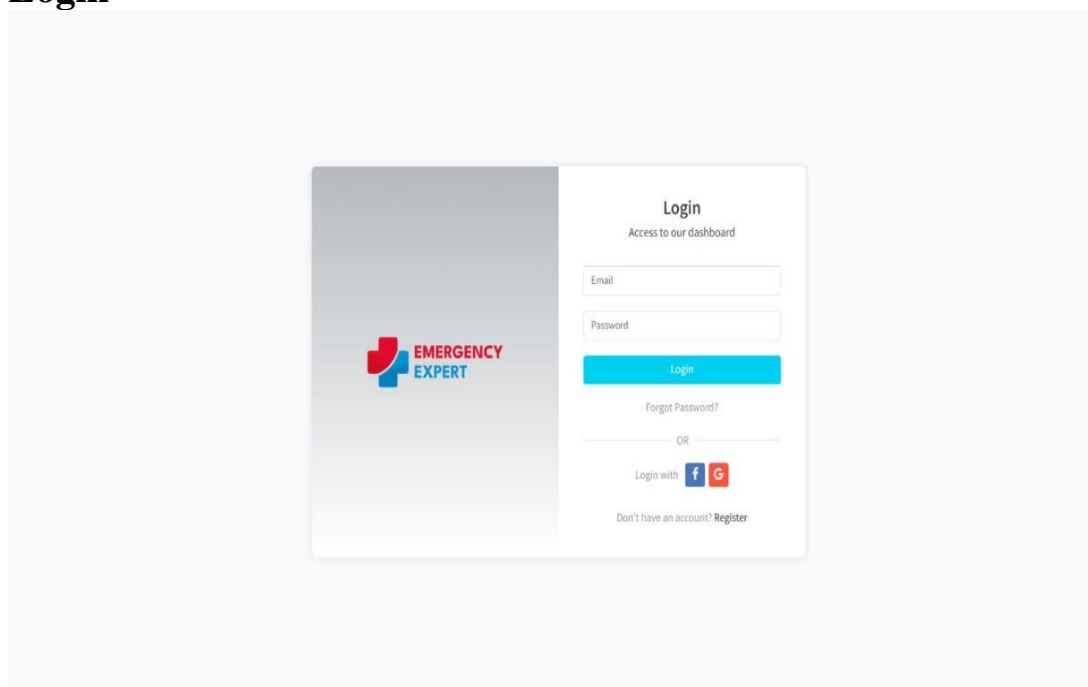 Login
Login
Access to our dashboard
Email
Password
EMERGENCY
EXPERT
Login
Forgot Password?
OR
Login with f G
Don't have an account? Register